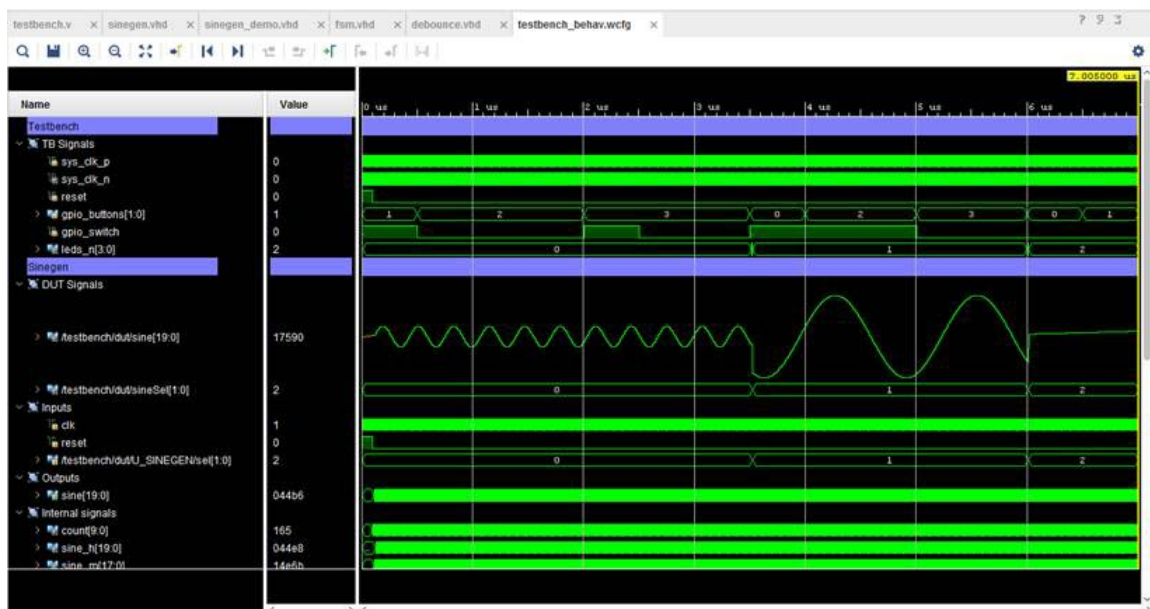 testbench.v × sinegen.vhd × sinegen_demo.vhd × fsm.vhd × debounce.vhd × testbench_behav.wcfg ×
7.005000 us
Name Value 0 us 1 us 2 us 3 us 4 us 5 us 6 us
Testbench
TB Signals
sys_clk_p 0
sys_clk_n 0
reset 0
gpio_buttons[1:0] 1 1 2 3 0 2 3 0 1
gpio_switch 0
leds_n[3:0] 2 0 1 2
Sinegen
DUT Signals
/testbench/dut/sine[19:0] 17590
/testbench/dut/sineSel[1:0] 2 0 1 2
Inputs
clk 1
reset 0
/testbench/dut/U_SINEGEN/sel[1:0] 2 0 1 2
Outputs
sine[19:0] 044b6
Internal signals
count[9:0] 165
sine_h[19:0] 044e8
sine_m[17:0] 14e6b